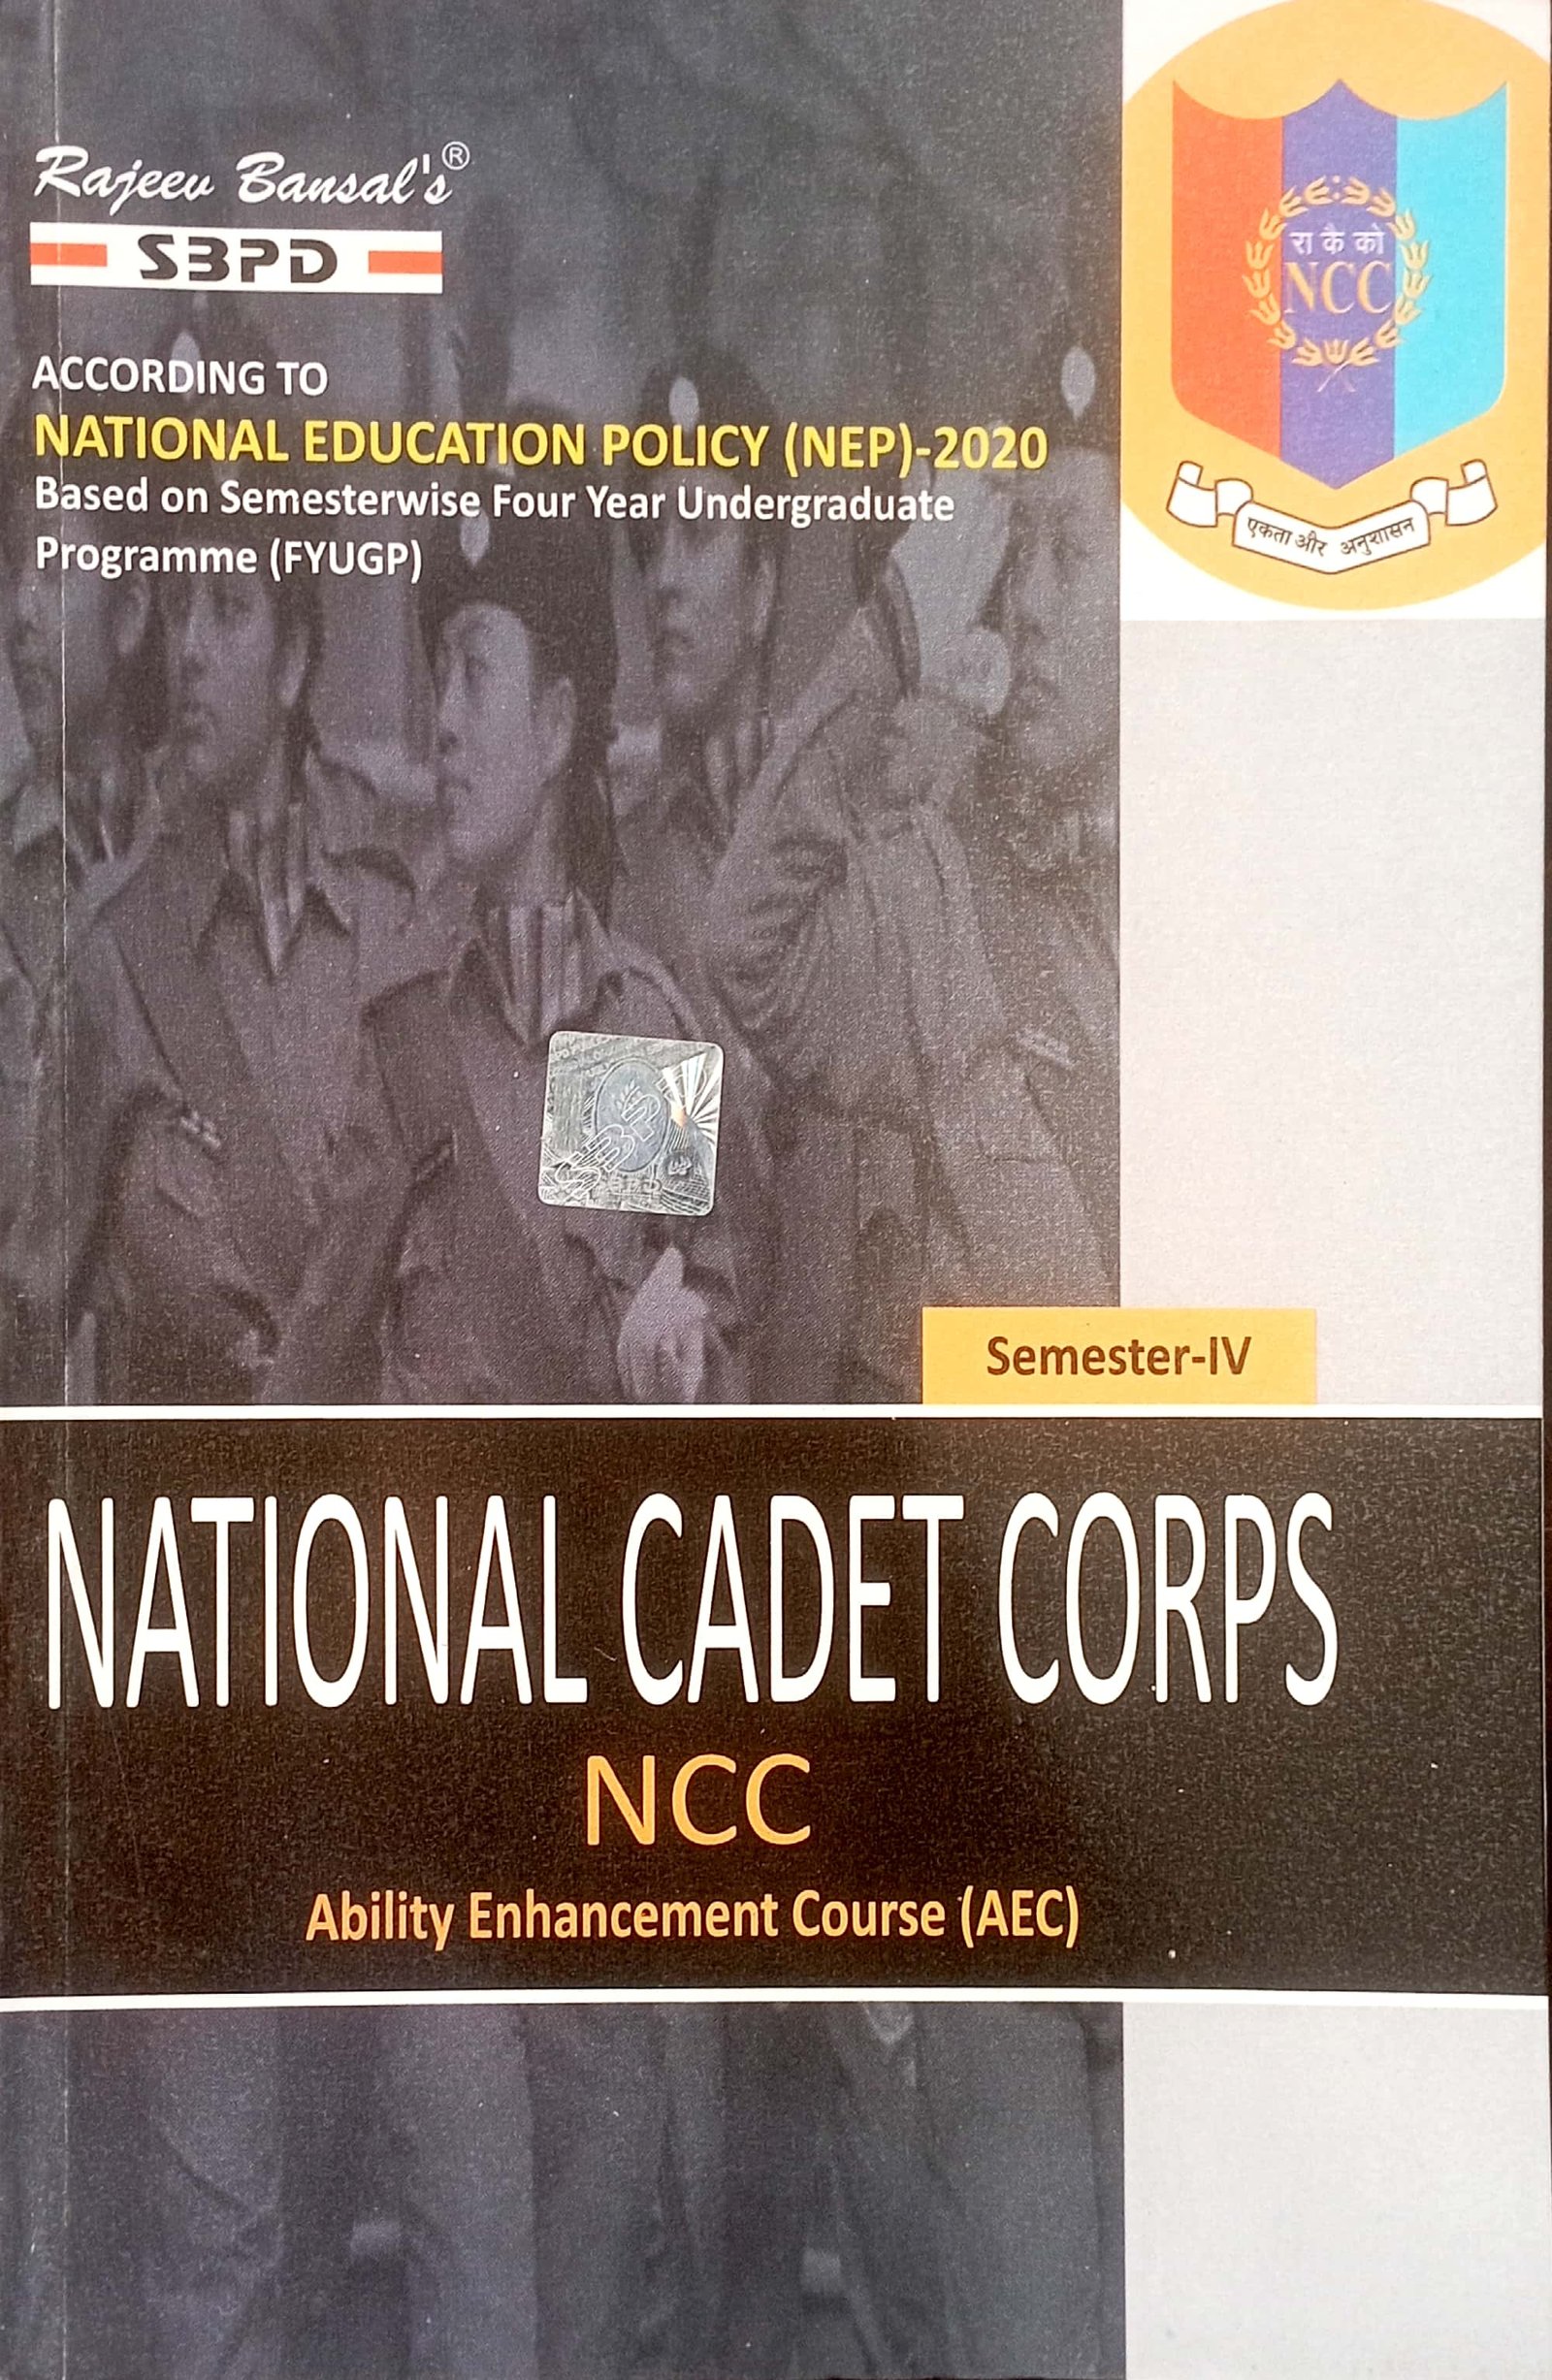 Rajeev Bansal's®
SBPD
ACCORDING TO
NATIONAL EDUCATION POLICY (NEP)-2020
Based on Semesterwise Four Year Undergraduate
Programme (FYUGP)
रा कै को
NCC
एकता और अनुशासन
SBPD
Semester-IV
NATIONAL CADET CORPS
NCC
Ability Enhancement Course (AEC)